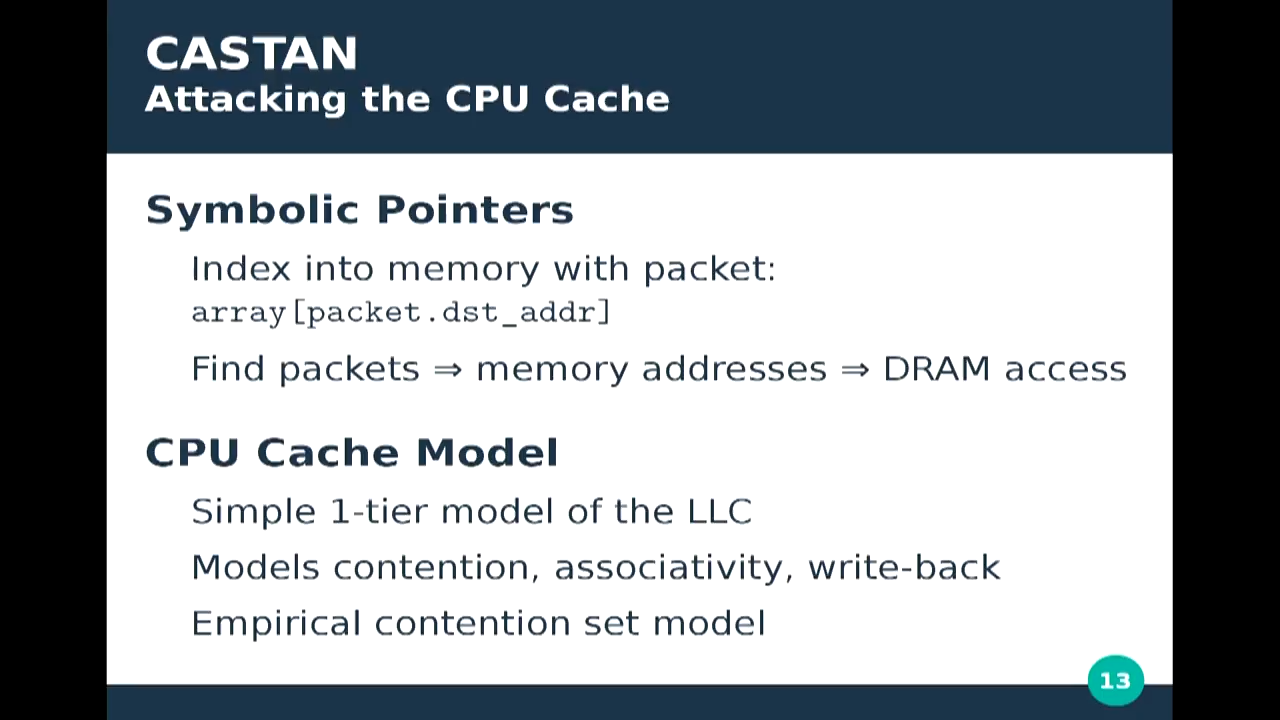 CASTAN
Attacking the CPU Cache
Symbolic Pointers
Index into memory with packet:
array[packet.dst_addr]
Find packets ⇒ memory addresses ⇒ DRAM access
CPU Cache Model
Simple 1-tier model of the LLC
Models contention, associativity, write-back
Empirical contention set model
13